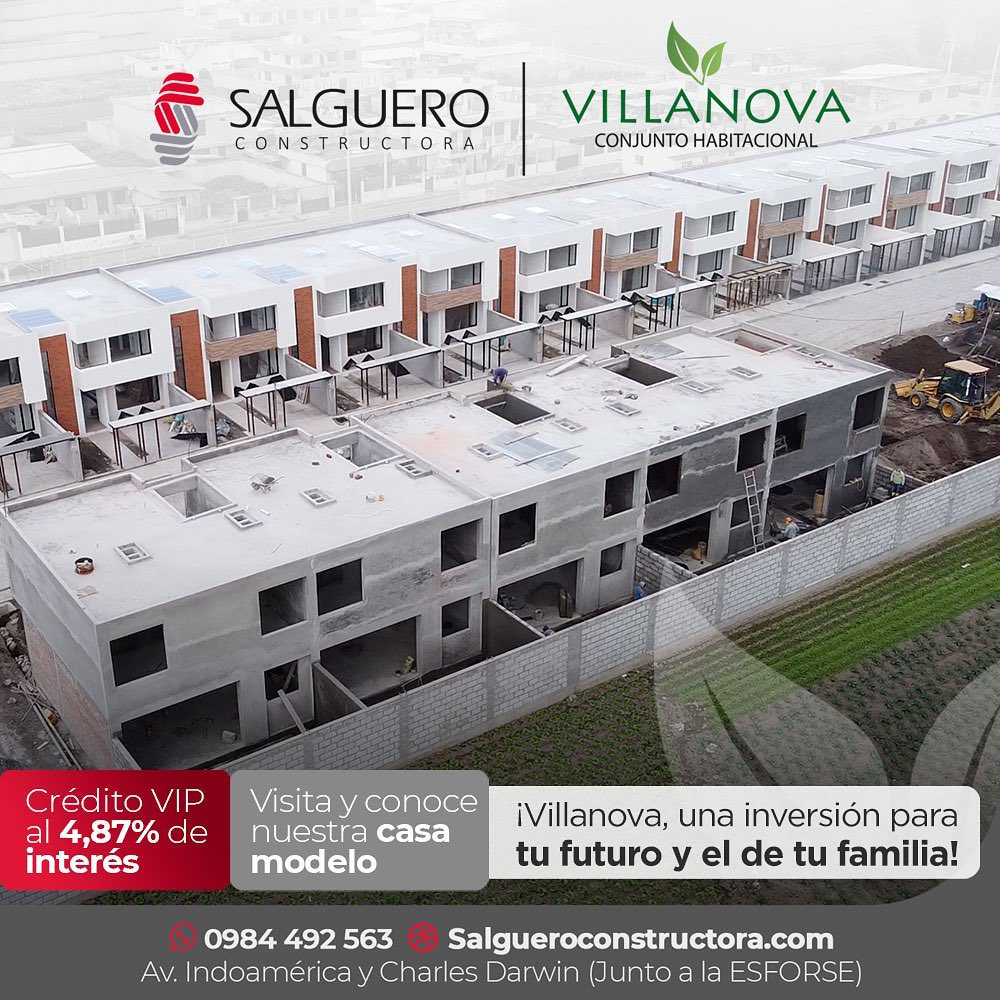 SALGUERO
CONSTRUCTORA
VILLANOVA
CONJUNTO HABITACIONAL
Crédito VIP
al 4,87% de
interés
Visita y conoce
nuestra casa
modelo
¡Villanova, una inversión para
tu futuro y el de tu familia!
0984 492 563 Salgueroconstructora.com
Av. Indoamérica y Charles Darwin (Junto a la ESFORSE)